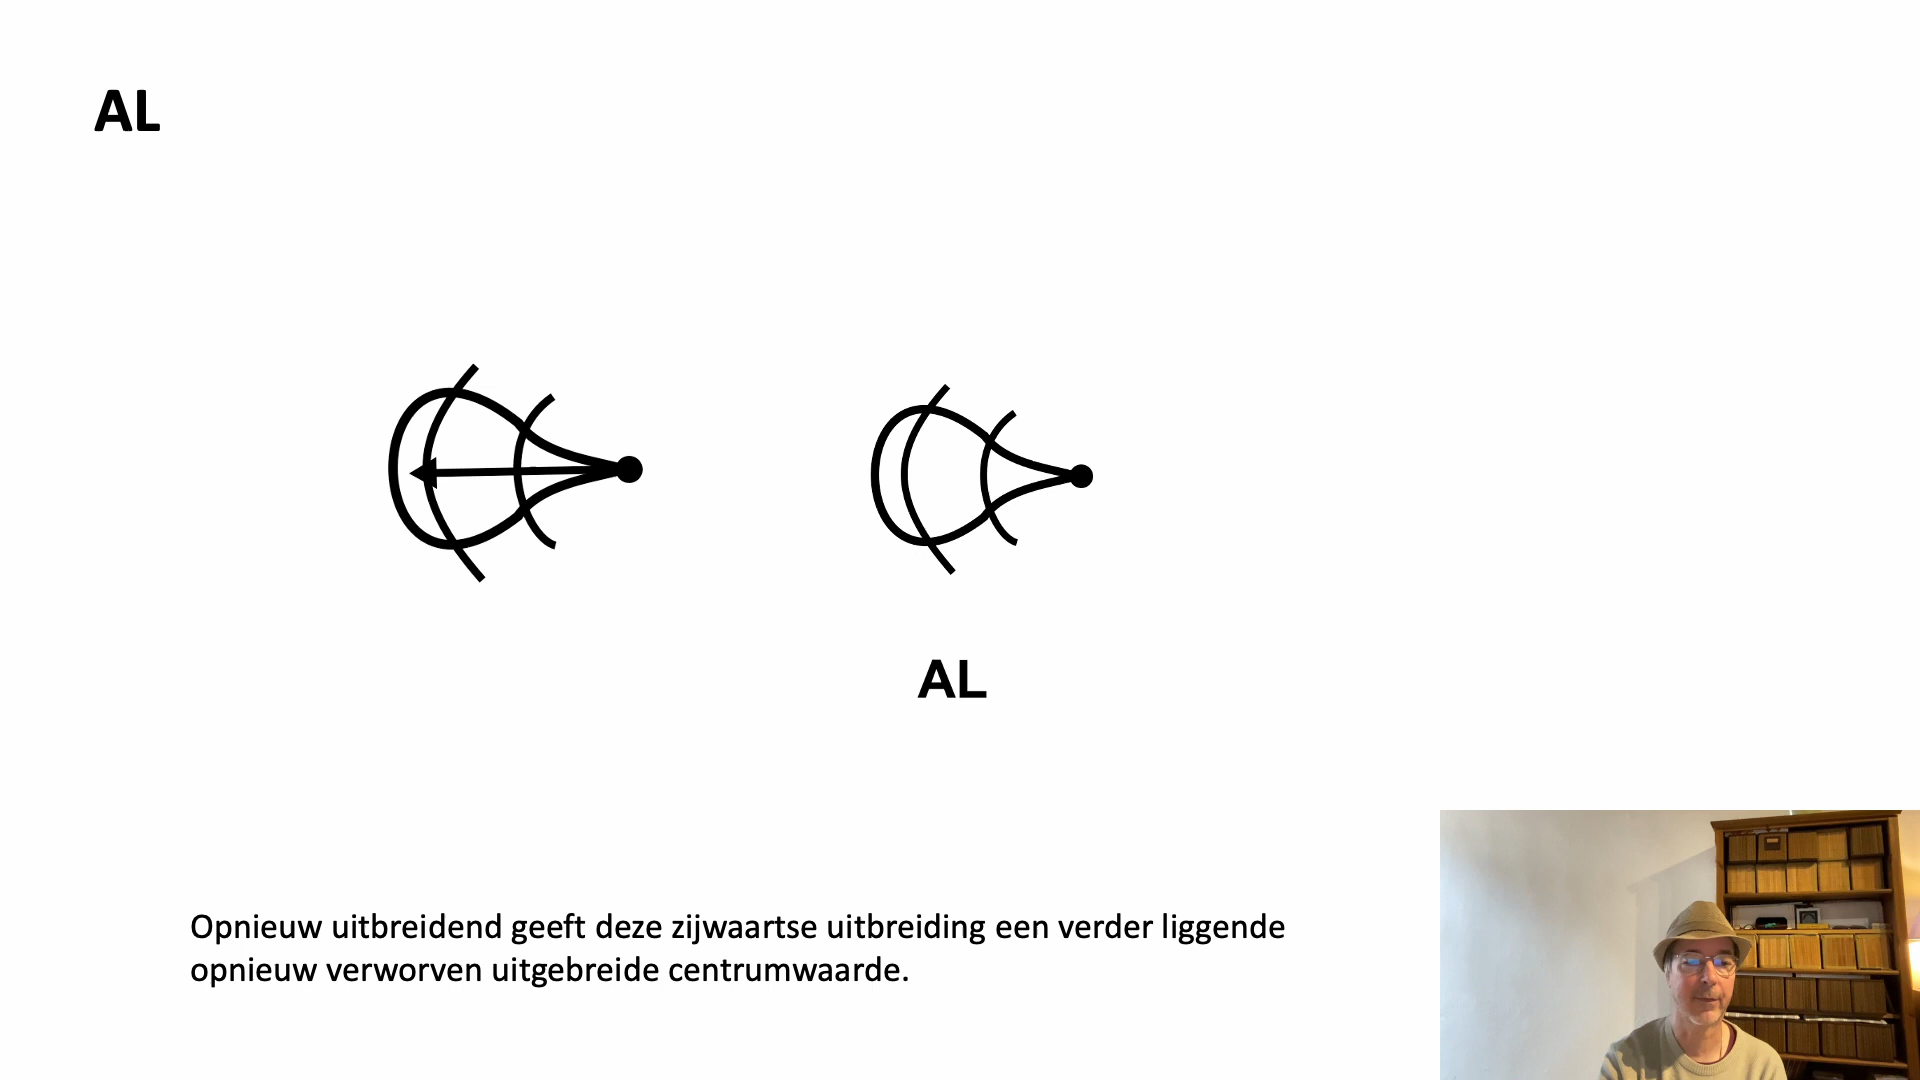 AL
AL
Opnieuw uitbreidend geeft deze zijwaartse uitbreiding een verder liggende
opnieuw verworven uitgebreide centrumwaarde.